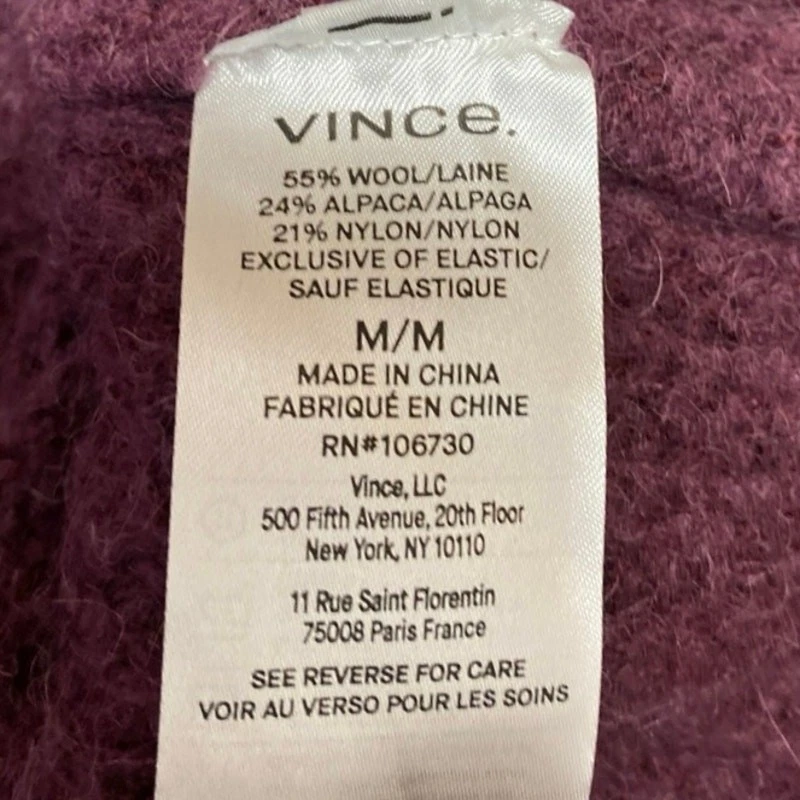 VINCe.
55% WOOL/LAINE
24% ALPACA/ALPAGA
21% NYLON/NYLON
EXCLUSIVE OF ELASTIC/
SAUF ELASTIQUE
M/M
MADE IN CHINA
FABRIQUÉ EN CHINE
RN#106730
Vince, LLC
500 Fifth Avenue, 20th Floor
New York, NY 10110
11 Rue Saint Florentin
75008 Paris France
SEE REVERSE FOR CARE
VOIR AU VERSO POUR LES SOINS